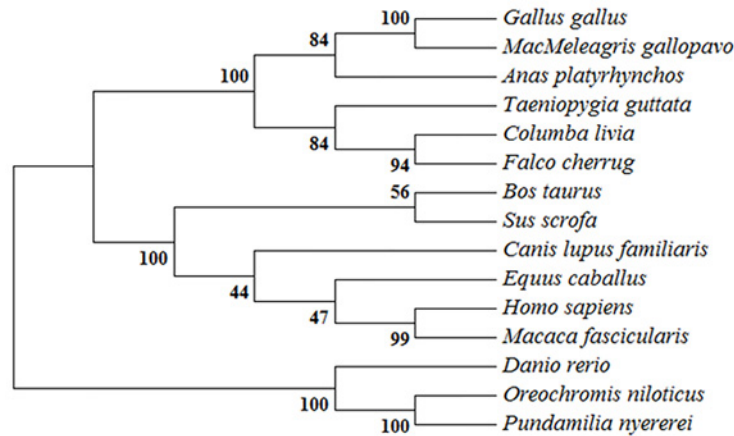 100 Gallus gallus
84 MacMeleagris gallopavo
100 Anas platyrhynchos
Taeniopygia guttata
84 Columba livia
94 Falco cherrug
56 Bos taurus
Sus scrofa
100 Canis lupus familiaris
44 Equus caballus
47 Homo sapiens
99 Macaca fascicularis
Danio rerio
100 Oreochromis niloticus
100 Pundamilia nyererei